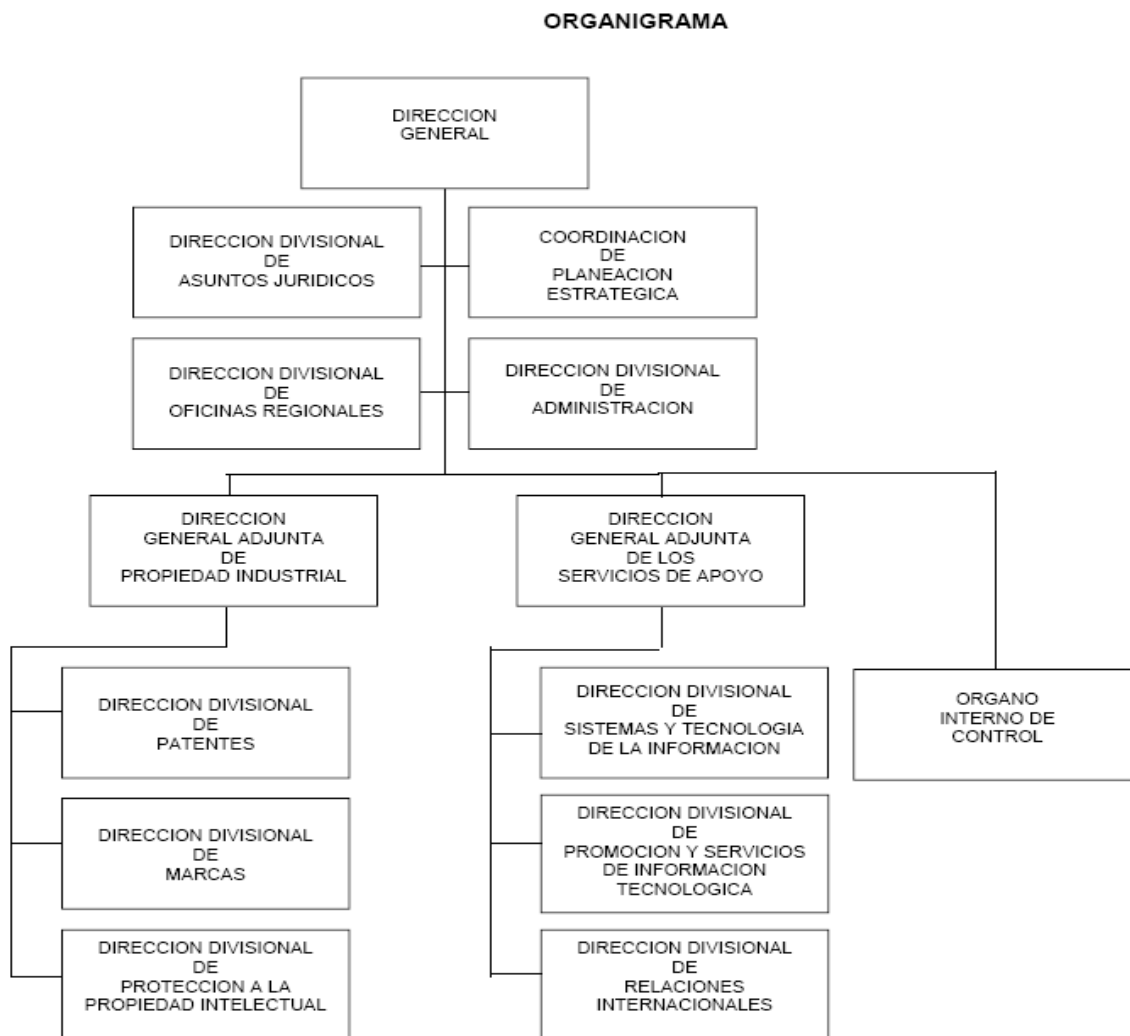 ORGANIGRAMA
DIRECCION
GENERAL
DIRECCION DIVISIONAL
DE
ASUNTOS JURIDICOS
COORDINACION
DE
PLANEACION
ESTRATEGICA
DIRECCION DIVISIONAL
DE
OFICINAS REGIONALES
DIRECCION DIVISIONAL
DE
ADMINISTRACION
DIRECCION
GENERAL ADJUNTA
DE
PROPIEDAD INDUSTRIAL
DIRECCION
GENERAL ADJUNTA
DE LOS
SERVICIOS DE APOYO
DIRECCION DIVISIONAL
DE
PATENTES
DIRECCION DIVISIONAL
DE
MARCAS
DIRECCION DIVISIONAL
DE
PROTECCION A LA
PROPIEDAD INTELECTUAL
DIRECCION DIVISIONAL
DE
SISTEMAS Y TECNOLOGIA
DE LA INFORMACION
DIRECCION DIVISIONAL
DE
PROMOCION Y SERVICIOS
DE INFORMACION
TECNOLOGICA
DIRECCION DIVISIONAL
DE
RELACIONES
INTERNACIONALES
ORGANO
INTERNO DE
CONTROL